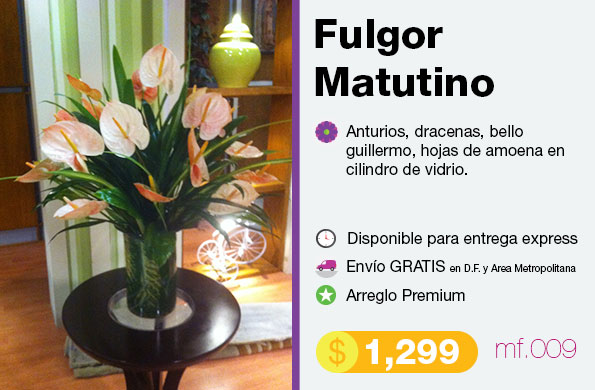 Fulgor
Matutino
Anturios, dracenas, bello
guillermo, hojas de amoena en
cilindro de vidrio.
Disponible para entrega express
Envío GRATIS en D.F. y Area Metropolitana
Arreglo Premium
$ 1,299 mf.009